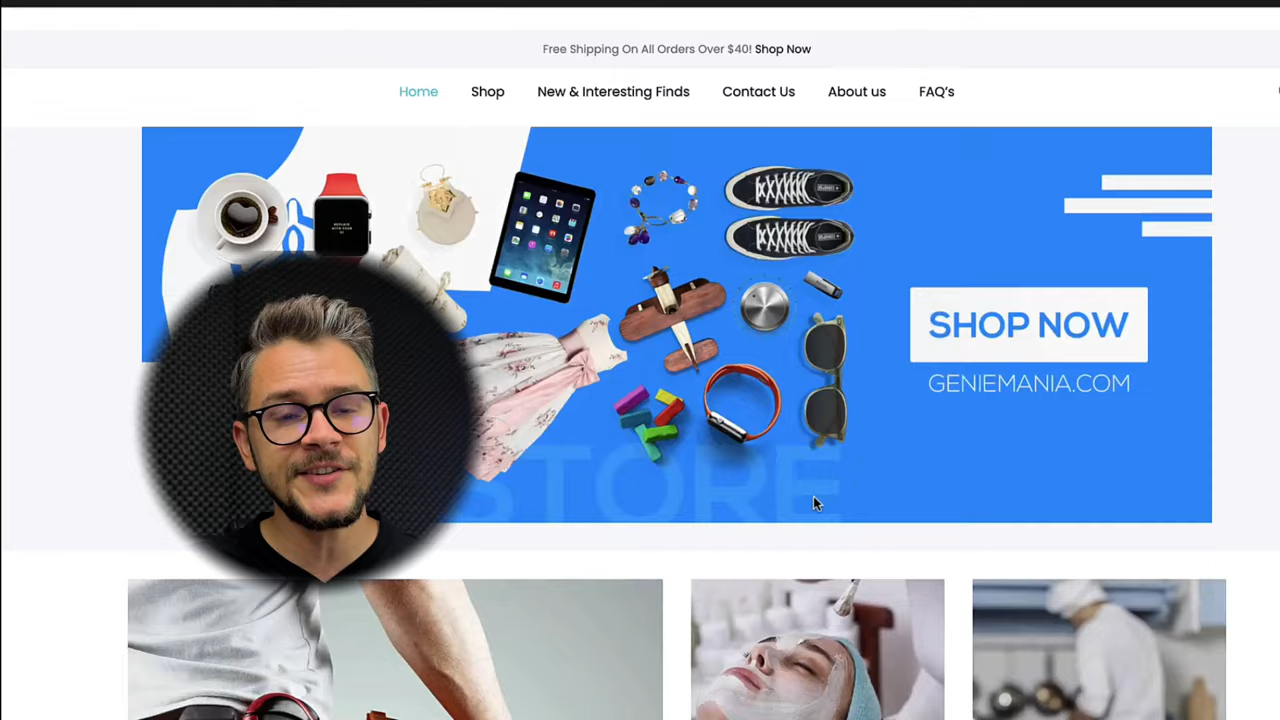 Free Shipping On All Orders Over $40! Shop Now
Home Shop New & Interesting Finds Contact Us About us FAQ's
SHOP NOW
GENIEMANIA.COM
STORE